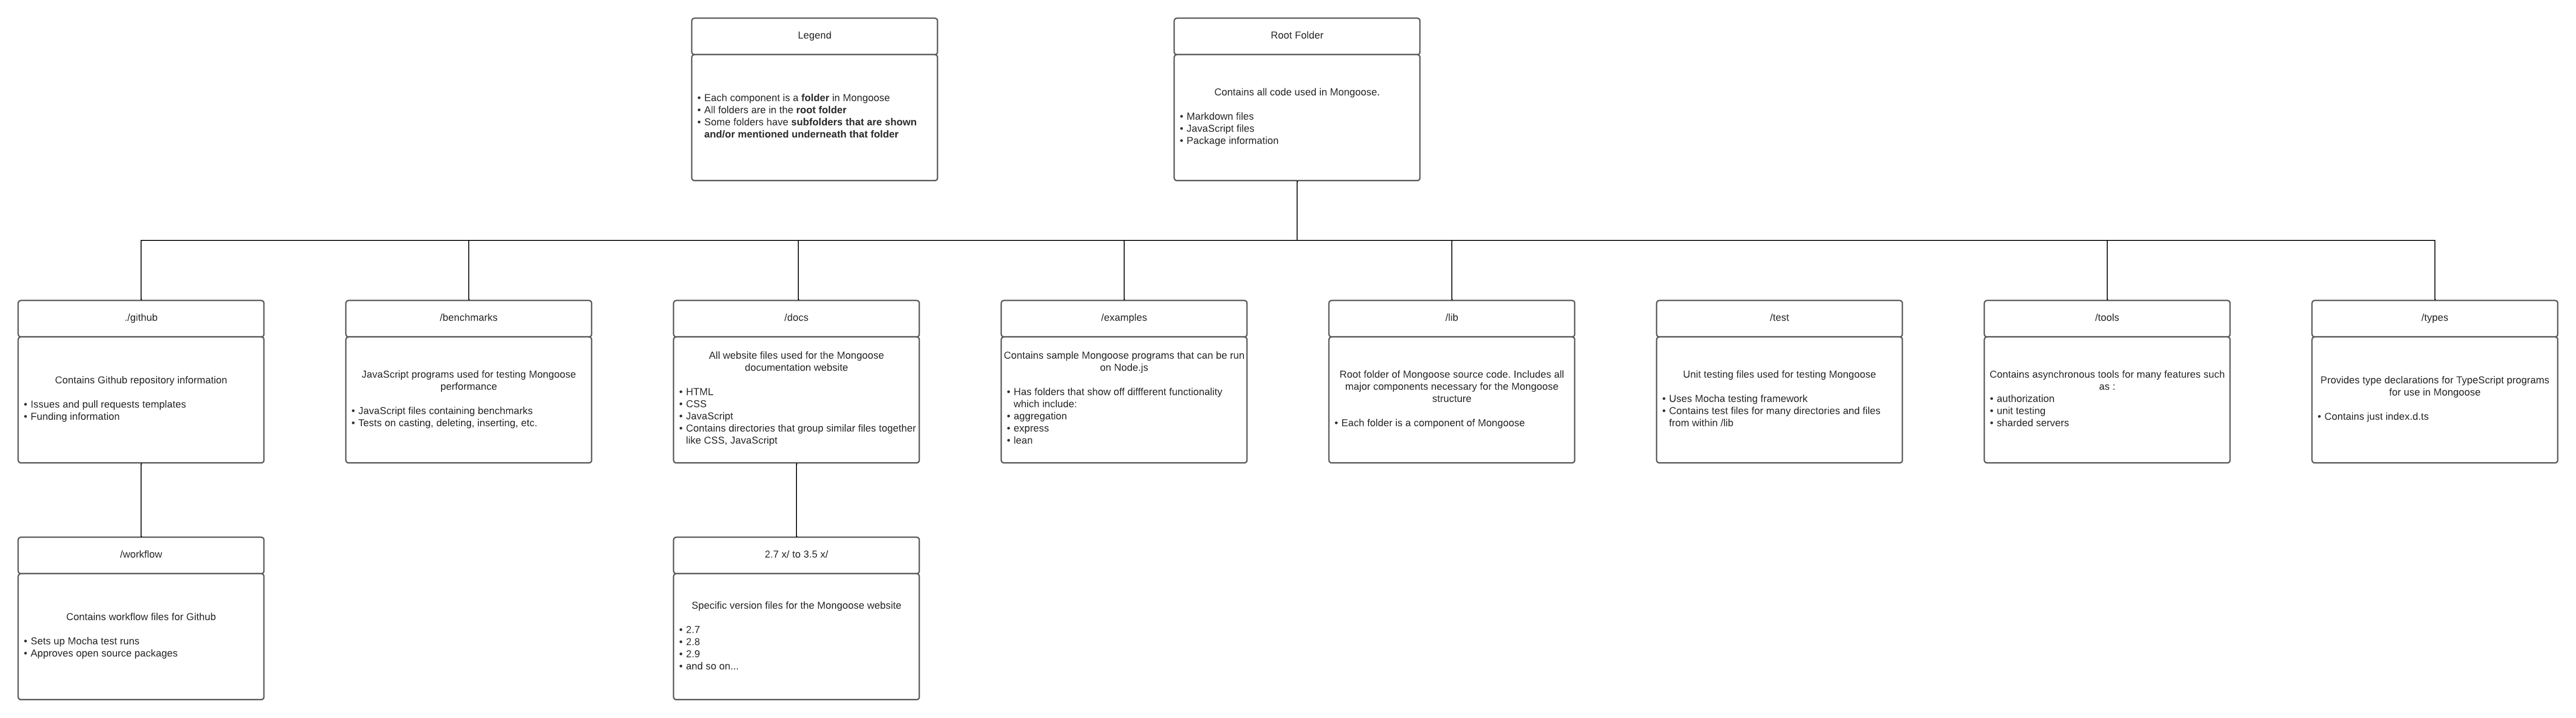 Legend
• Each component is a folder in Mongoose
• All folders are in the root folder
• Some folders have subfolders that are shown
and/or mentioned underneath that folder
Root Folder
Contains all code used in Mongoose.
• Markdown files
• JavaScript files
• Package information
./github
Contains Github repository information
• Issues and pull requests templates
• Funding information
/benchmarks
JavaScript programs used for testing Mongoose
performance
• JavaScript files containing benchmarks
• Tests on casting, deleting, inserting, etc.
/docs
All website files used for the Mongoose
documentation website
• HTML
• CSS
• JavaScript
• Contains directories that group similar files together
like CSS, JavaScript
/examples
Contains sample Mongoose programs that can be run
on Node.js
• Has folders that show off diffferent functionality
which include:
• aggregation
• express
• lean
/lib
Root folder of Mongoose source code. Includes all
major components necessary for the Mongoose
structure
• Each folder is a component of Mongoose
/test
Unit testing files used for testing Mongoose
• Uses Mocha testing framework
• Contains test files for many directories and files
from within /lib
/tools
Contains asynchronous tools for many features such
as :
• authorization
• unit testing
• sharded servers
/types
Provides type declarations for TypeScript programs
for use in Mongoose
• Contains just index.d.ts
/workflow
Contains workflow files for Github
• Sets up Mocha test runs
• Approves open source packages
2.7 x/ to 3.5 x/
Specific version files for the Mongoose website
• 2.7
• 2.8
• 2.9
• and so on...